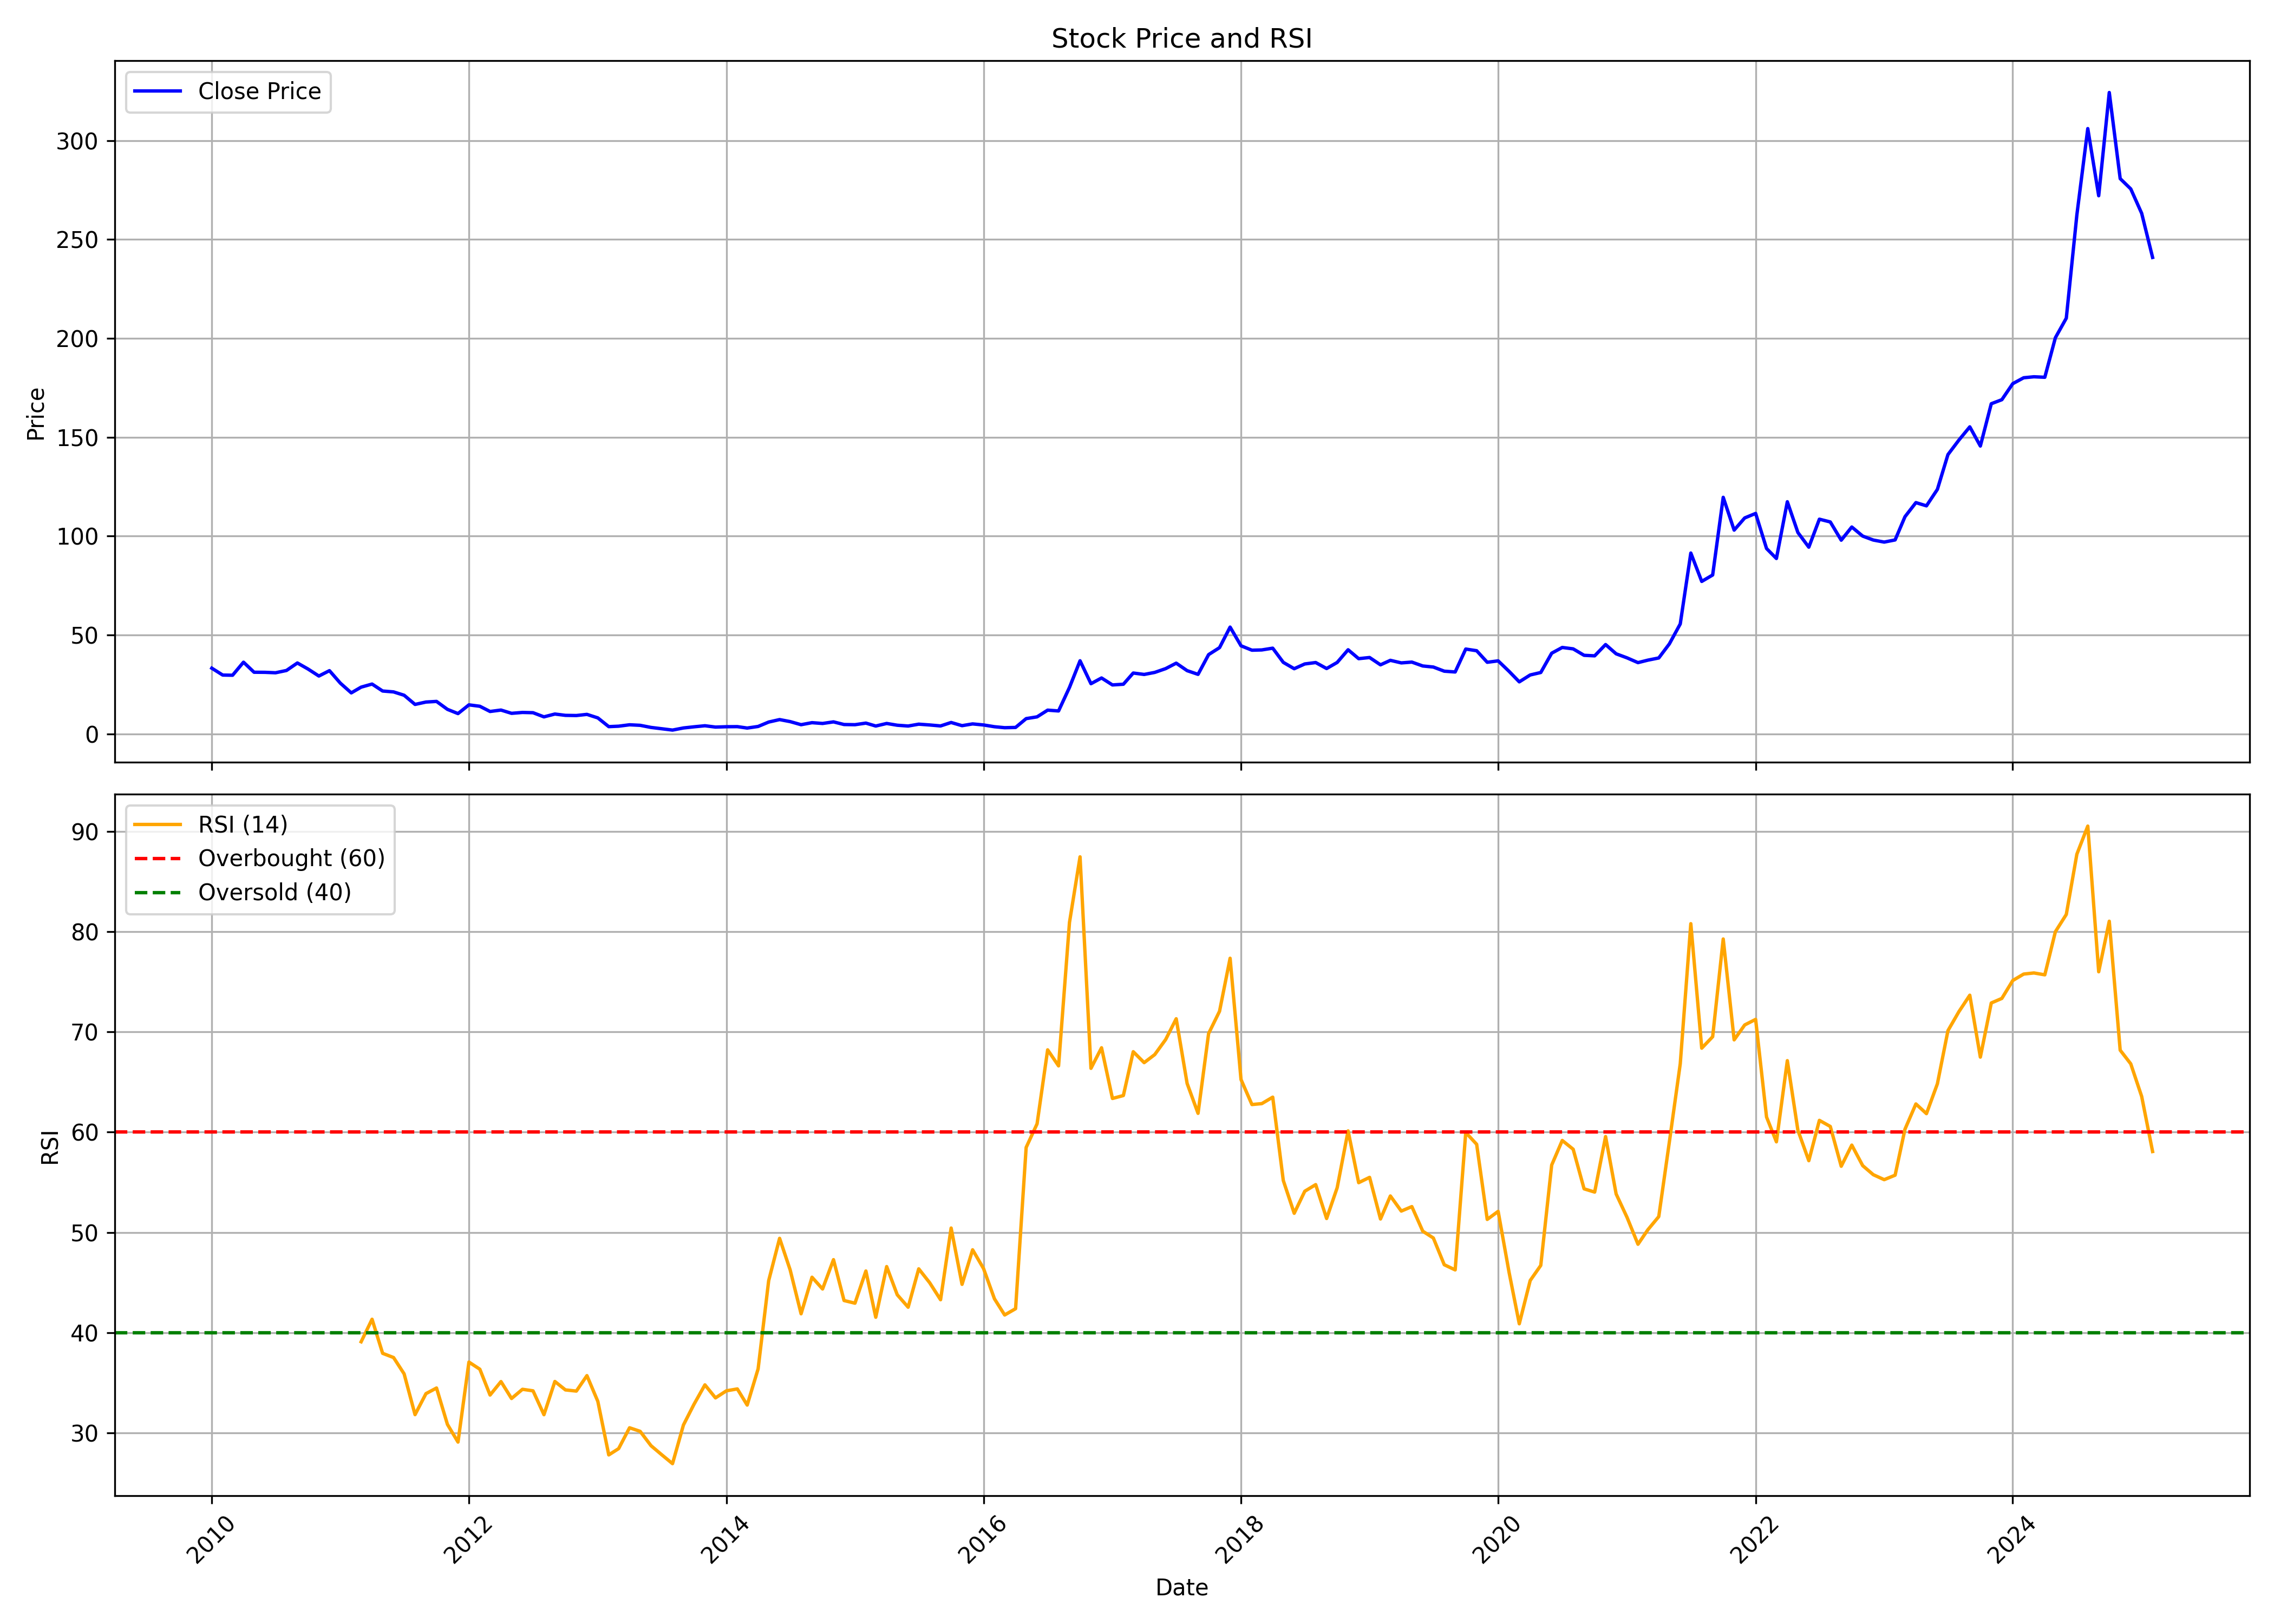 Stock Price and RSI
Close Price
Price
300
250
200
150
100
50
0
RSI (14)
Overbought (60)
Oversold (40)
RSI
90
80
70
60
50
40
30
2010
2012
2014
2016
2018
2020
2022
2024
Date